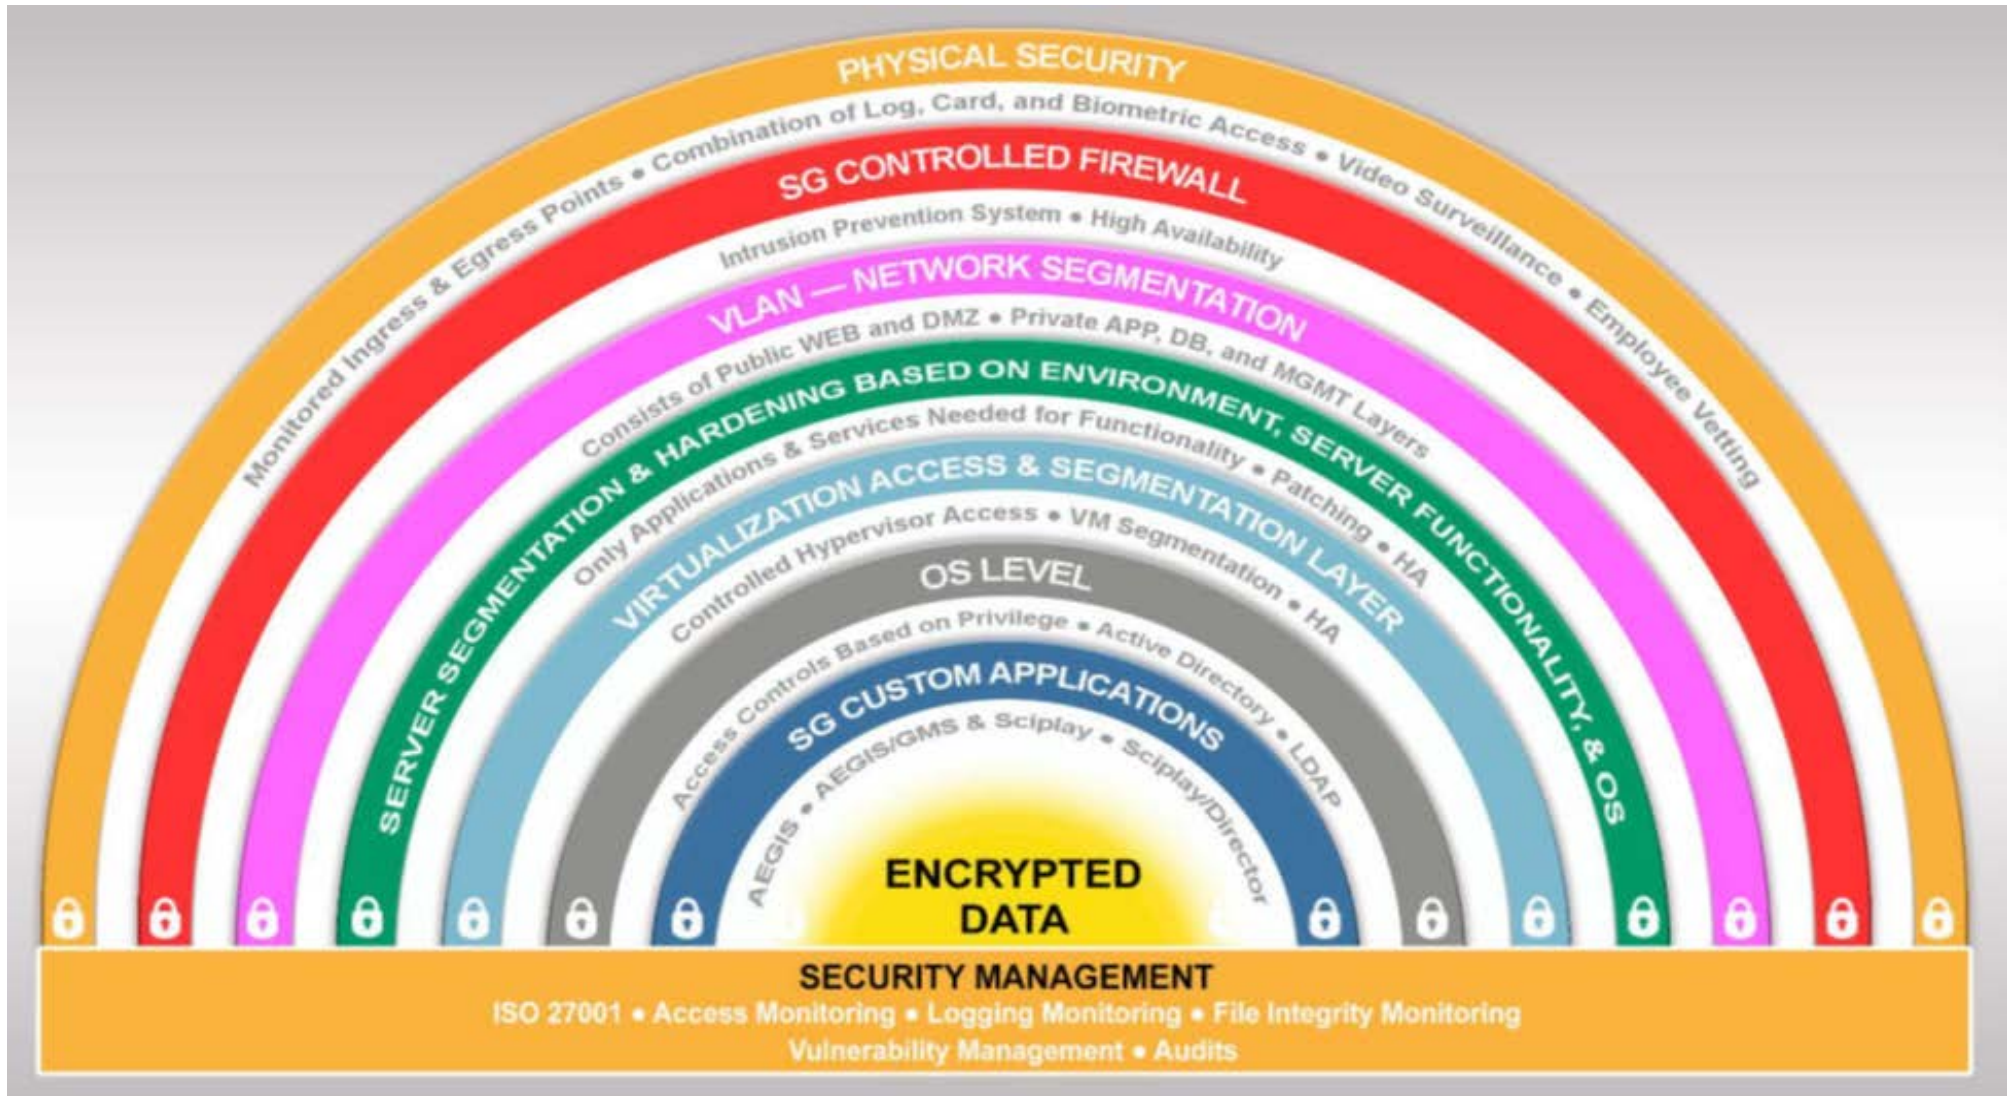 PHYSICAL SECURITY
Monitored Ingress & Egress Points • Combination of Log, Card, and Biometric Access • Video Surveillance • Employee Vetting
SG CONTROLLED FIREWALL
Intrusion Prevention System • High Availability
VLAN — NETWORK SEGMENTATION
Consists of Public WEB and DMZ • Private APP, DB, and MGMT Layers
SERVER SEGMENTATION & HARDENING BASED ON ENVIRONMENT, SERVER FUNCTIONALITY, & OS
Only Applications & Services Needed for Functionality • Patching • HA
VIRTUALIZATION ACCESS & SEGMENTATION LAYER
Controlled Hypervisor Access • VM Segmentation • HA
OS LEVEL
Access Controls Based on Privilege • Active Directory • LDAP
SG CUSTOM APPLICATIONS
AEGIS • AEGIS/GMS & Sciplay • Sciplay/Director
ENCRYPTED
DATA
SECURITY MANAGEMENT
ISO 27001 • Access Monitoring • Logging Monitoring • File Integrity Monitoring
Vulnerability Management • Audits